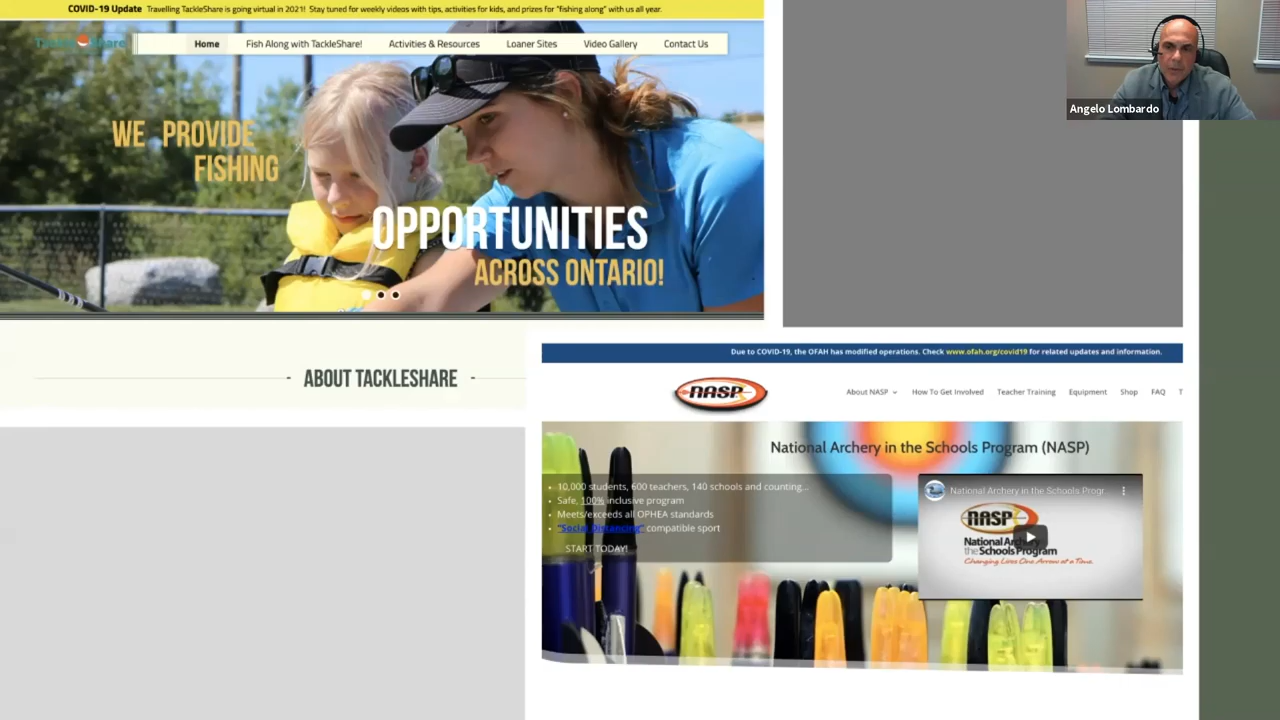 COVID-19 Update Travelling TackleShare is going virtual in 2021! Stay tuned for weekly videos with tips, activities for kids, and prizes for "fishing along" with us all year.
TackleShare
Home Fish Along with TackleShare! Activities & Resources Loaner Sites Video Gallery Contact Us
WE PROVIDE
FISHING
OPPORTUNITIES
ACROSS ONTARIO!
- ABOUT TACKLESHARE -
Angelo Lombardo
Due to COVID-19, the OFAH has modified operations. Check www.ofah.org/covid19 for related updates and information.
NASP
About NASP How To Get Involved Teacher Training Equipment Shop FAQ T
National Archery in the Schools Program (NASP)
• 10,000 students, 600 teachers, 140 schools and counting...
• Safe, 100% inclusive program
• Meets/exceeds all OPHEA standards
• "Social Distancing" compatible sport
START TODAY!
National Archery in the Schools Progr
NASP
National Archery
in the Schools Program
Changing Lives One Arrow at a Time.